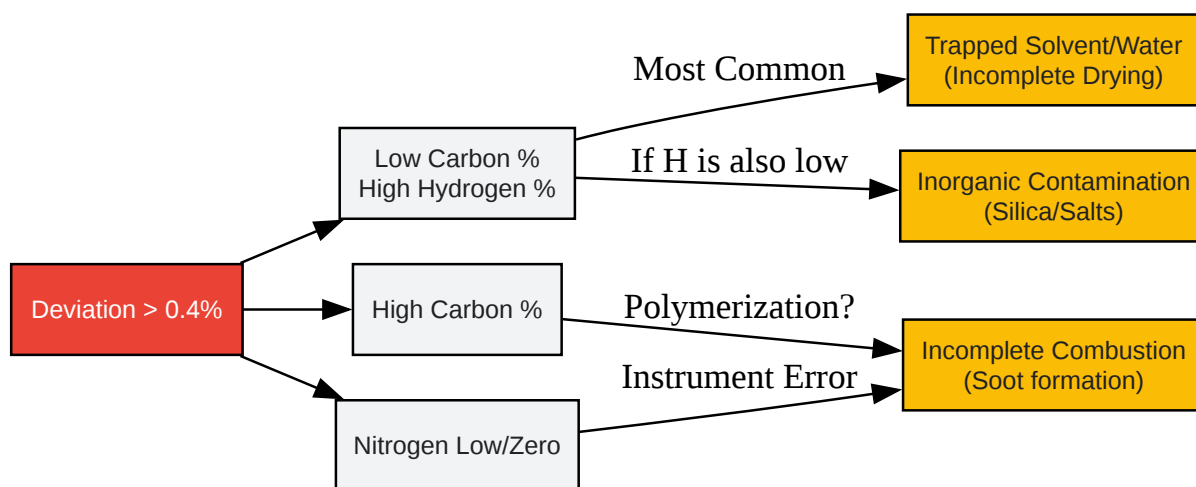 Deviation > 0.4%
Low Carbon %
High Hydrogen %
High Carbon %
Nitrogen Low/Zero
Most Common
If H is also low
Polymerization?
Instrument Error
Trapped Solvent/Water
(Incomplete Drying)
Inorganic Contamination
(Silica/Salts)
Incomplete Combustion
(Soot formation)